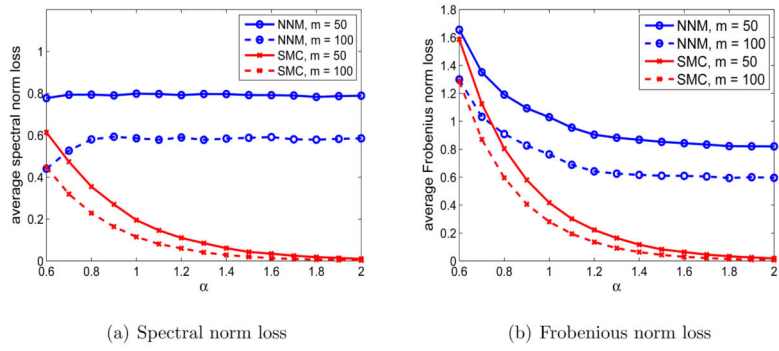 NNM, m = 50
NNM, m = 100
SMC, m = 50
SMC, m = 100
average spectral norm loss
1
0.8
0.6
0.4
0.2
0
0.6 0.8 1 1.2 1.4 1.6 1.8 2
α
(a) Spectral norm loss
NNM, m = 50
NNM, m = 100
SMC, m = 50
SMC, m = 100
average Frobenius norm loss
1.8
1.6
1.4
1.2
1
0.8
0.6
0.4
0.2
0
0.6 0.8 1 1.2 1.4 1.6 1.8 2
α
(b) Frobenious norm loss